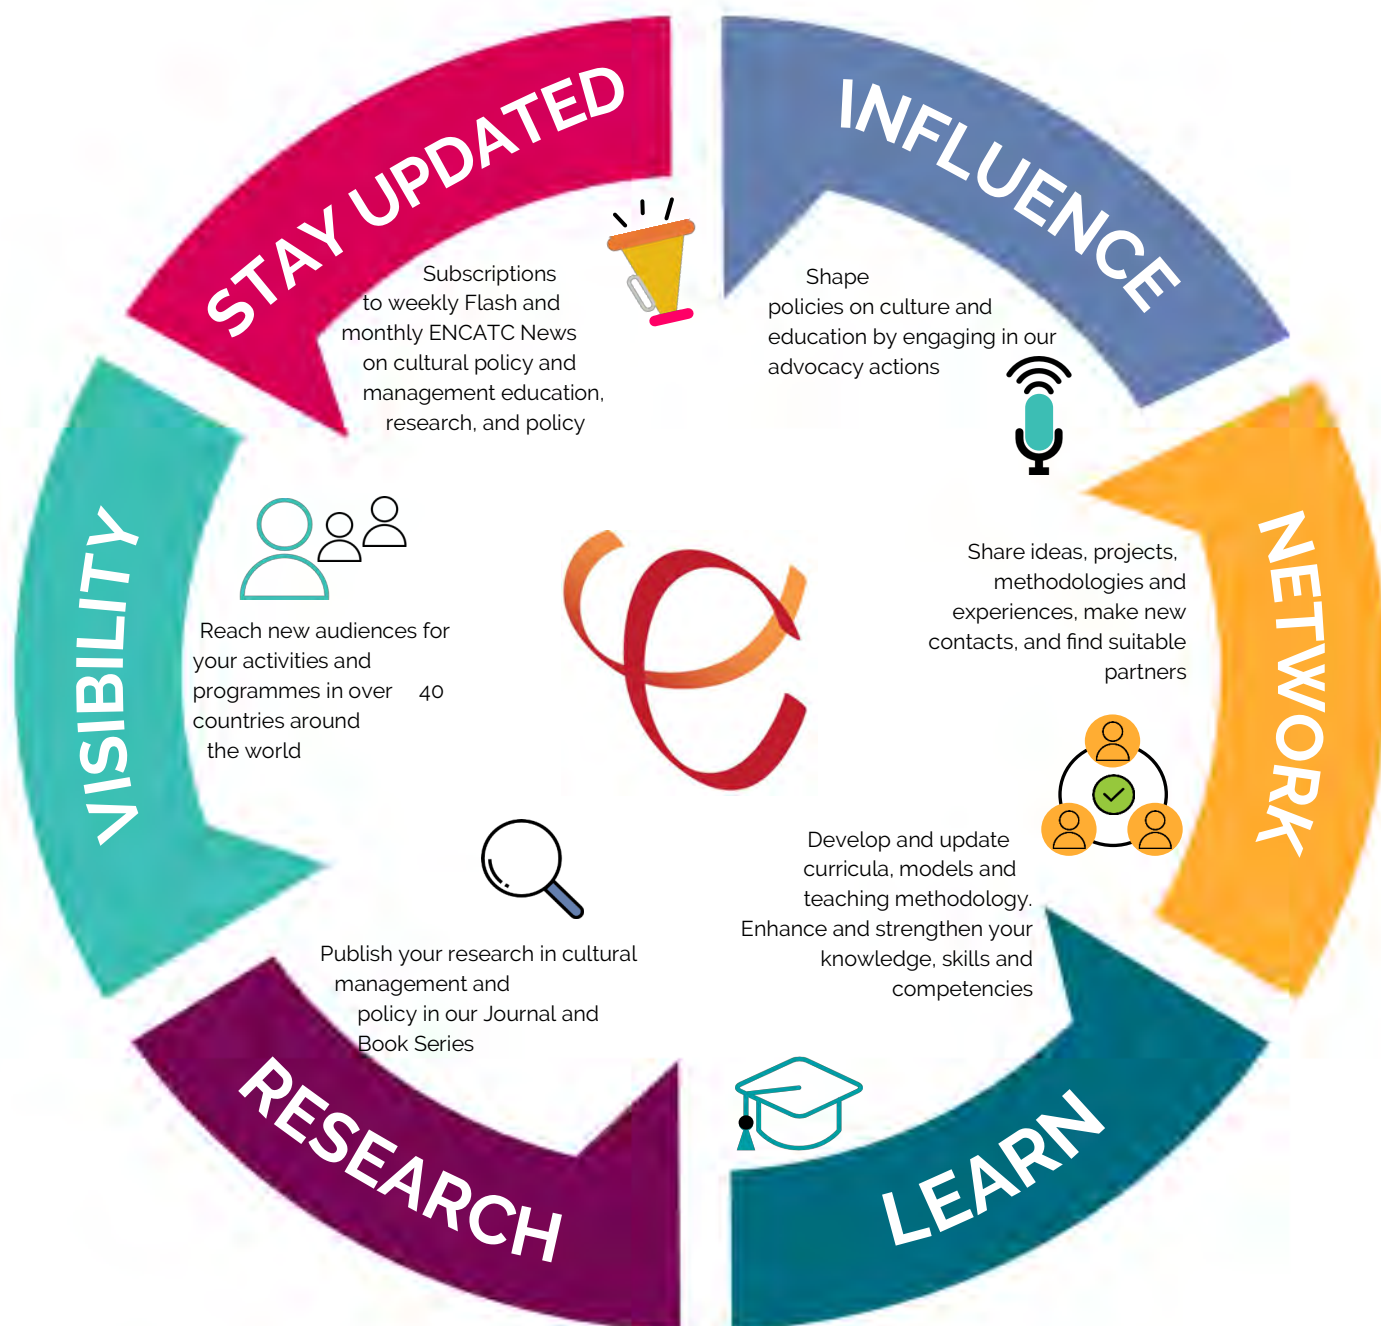 STAY UPDATED
Subscriptions
to weekly Flash and
monthly ENCATC News
on cultural policy and
management education,
research, and policy
INFLUENCE
Shape
policies on culture and
education by engaging in our
advocacy actions
NETWORK
Share ideas, projects,
methodologies and
experiences, make new
contacts, and find suitable
partners
LEARN
Develop and update
curricula, models and
teaching methodology.
Enhance and strengthen your
knowledge, skills and
competencies
RESEARCH
Publish your research in cultural
management and
policy in our Journal and
Book Series
VISIBILITY
Reach new audiences for
your activities and
programmes in over 40
countries around
the world